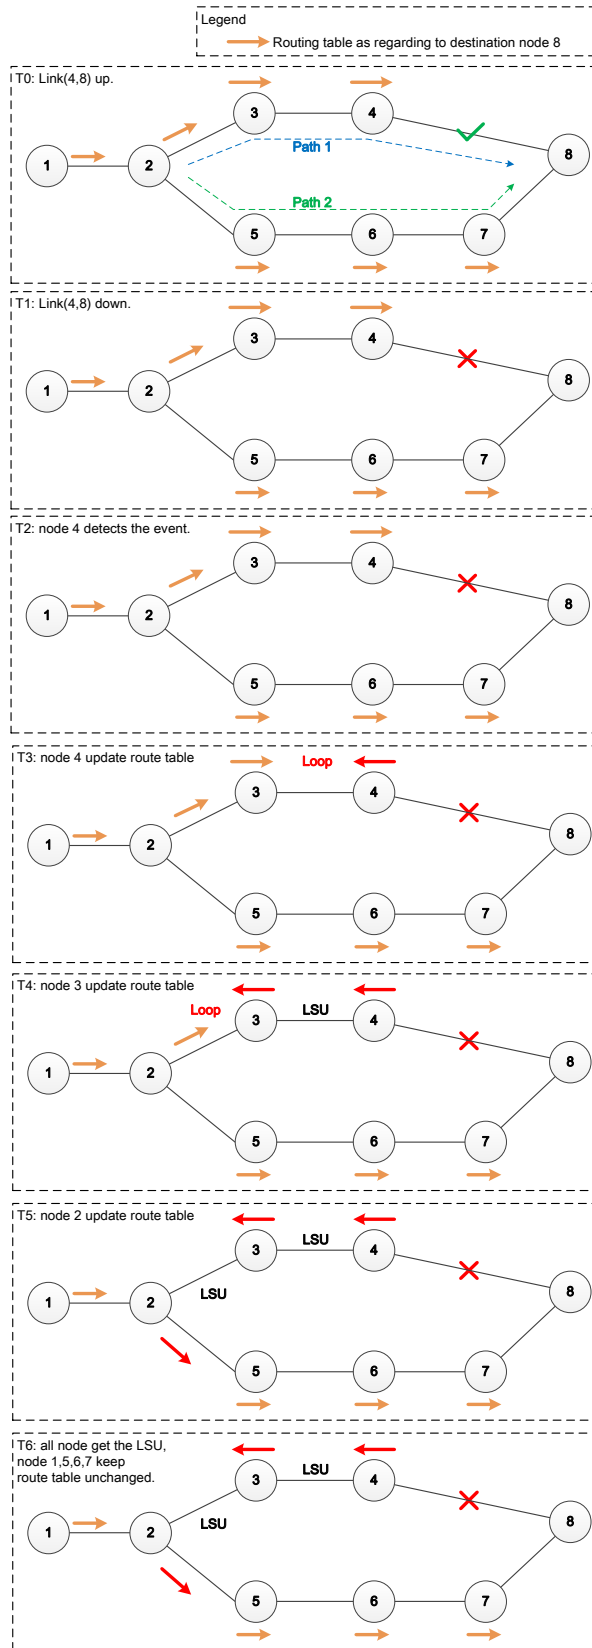 Legend
Routing table as regarding to destination node 8
T0: Link(4,8) up.
3
4
1
2
Path 1
8
Path 2
5
6
7
T1: Link(4,8) down.
3
4
1
2
8
5
6
7
T2: node 4 detects the event.
3
4
1
2
8
5
6
7
T3: node 4 update route table
Loop
3
4
1
2
8
5
6
7
T4: node 3 update route table
Loop
3
LSU
4
1
2
8
5
6
7
T5: node 2 update route table
3
LSU
4
1
2
LSU
8
5
6
7
T6: all node get the LSU,
node 1,5,6,7 keep
route table unchanged.
3
LSU
4
1
2
LSU
8
5
6
7